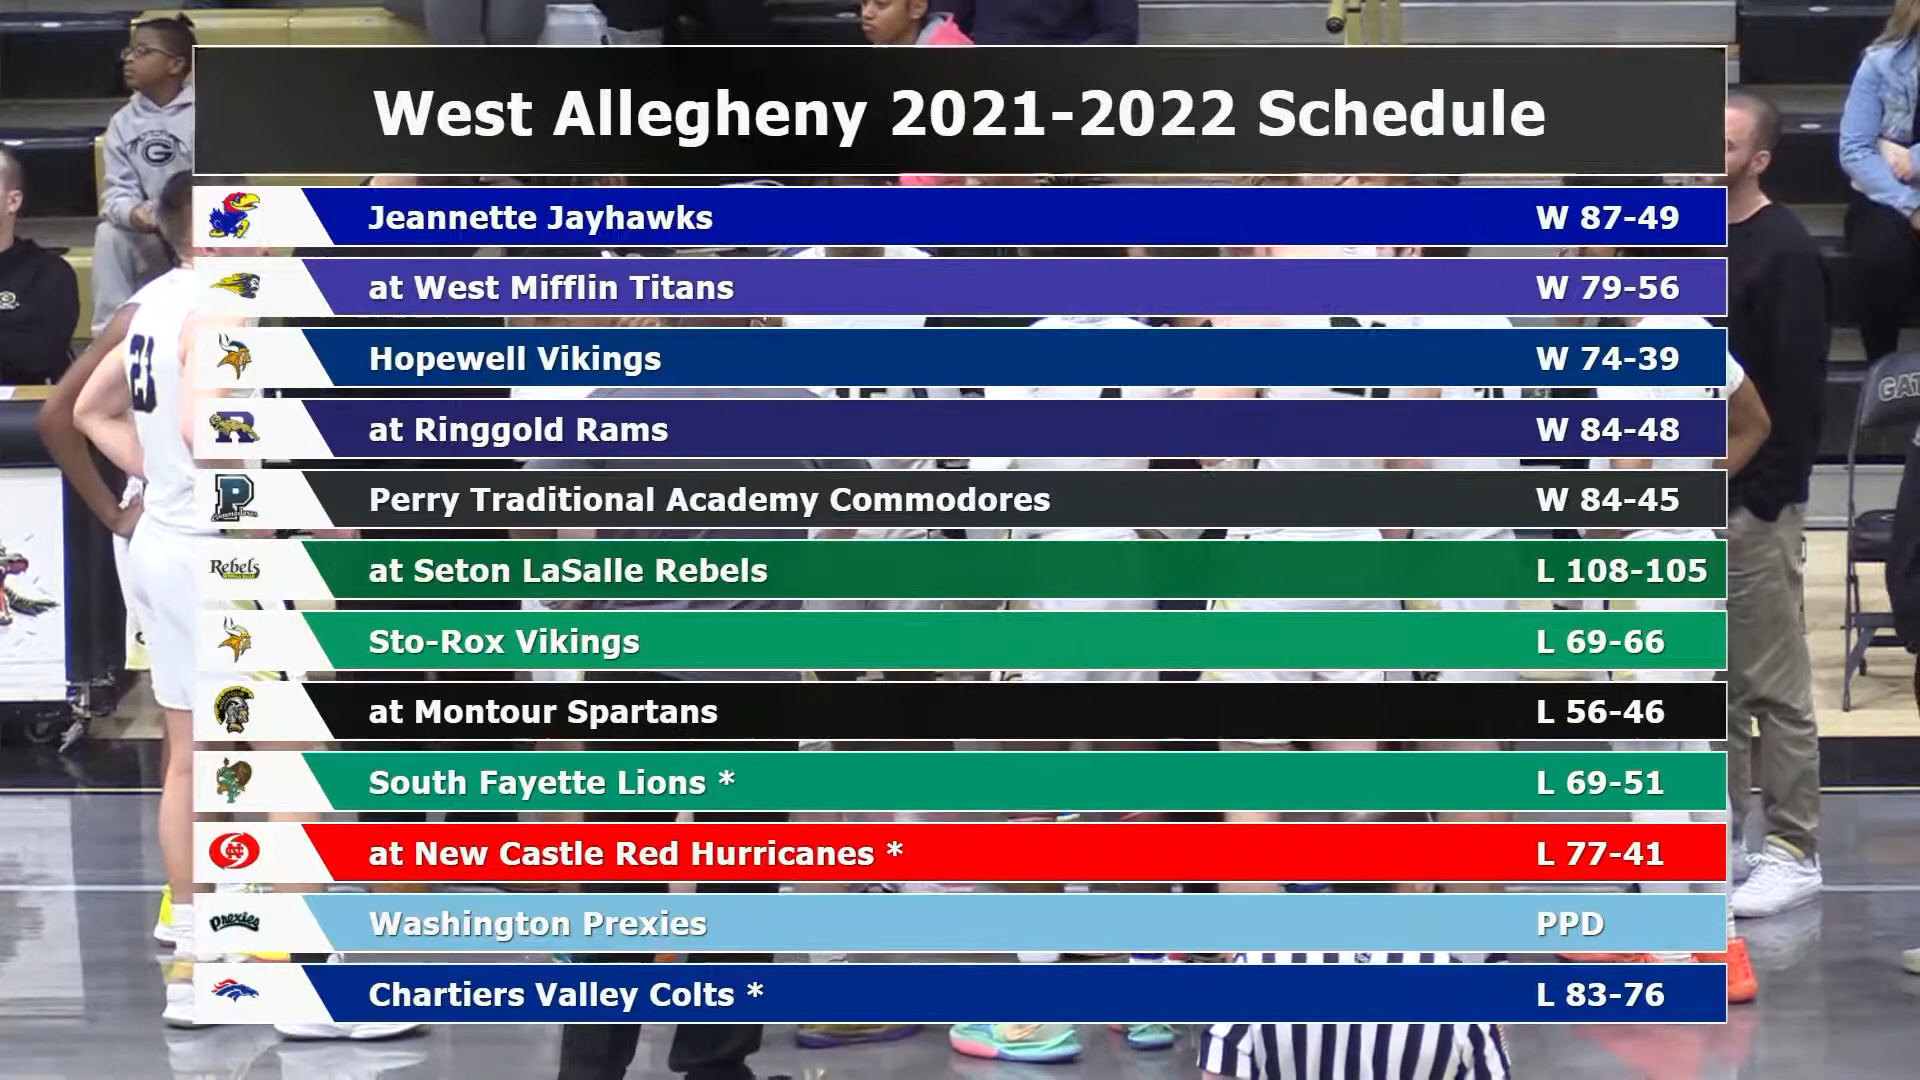 West Allegheny 2021-2022 Schedule
Jeannette Jayhawks W 87-49
at West Mifflin Titans W 79-56
Hopewell Vikings W 74-39
R at Ringgold Rams W 84-48
P Commodores Perry Traditional Academy Commodores W 84-45
Rebels at Seton LaSalle Rebels L 108-105
Sto-Rox Vikings L 69-66
at Montour Spartans L 56-46
South Fayette Lions * L 69-51
NC at New Castle Red Hurricanes * L 77-41
Prexies Washington Prexies PPD
Chartiers Valley Colts * L 83-76
G
23